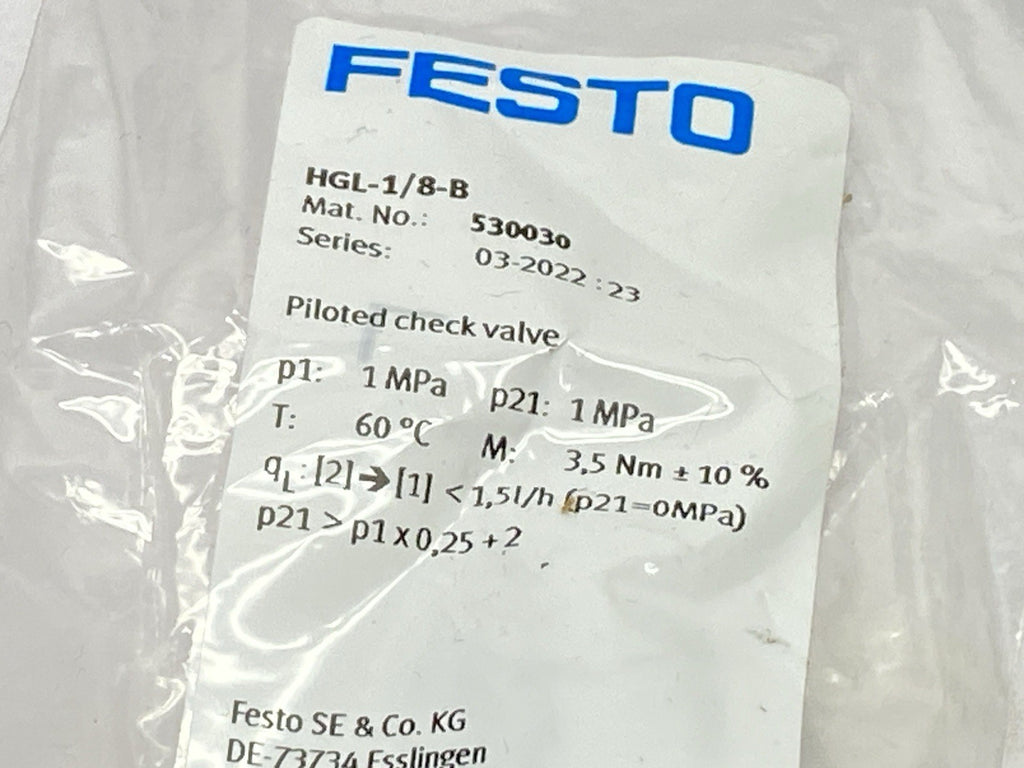 FESTO
HGL-1/8-B
Mat. No.: 530030
Series: 03-2022 : 23
Piloted check valve
p1: 1 MPa p21: 1 MPa
T: 60 °C M: 3,5 Nm ± 10 %
qL: [2]➔[1] < 1,5l/h (p21=0MPa)
p21 > p1 x 0,25 + 2
Festo SE & Co. KG
DE-73734 Esslingen